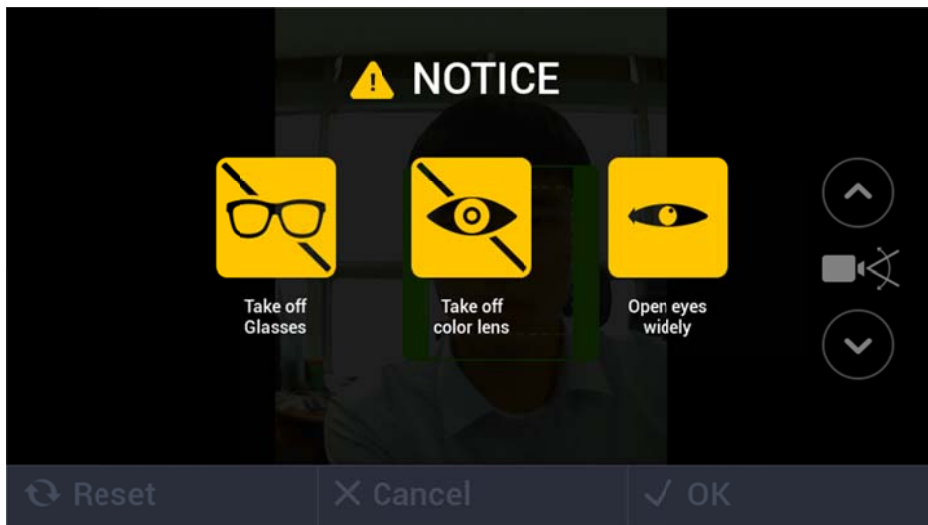 NOTICE
Take off
Glasses
Take off
color lens
Open eyes
widely
Reset
Cancel
OK